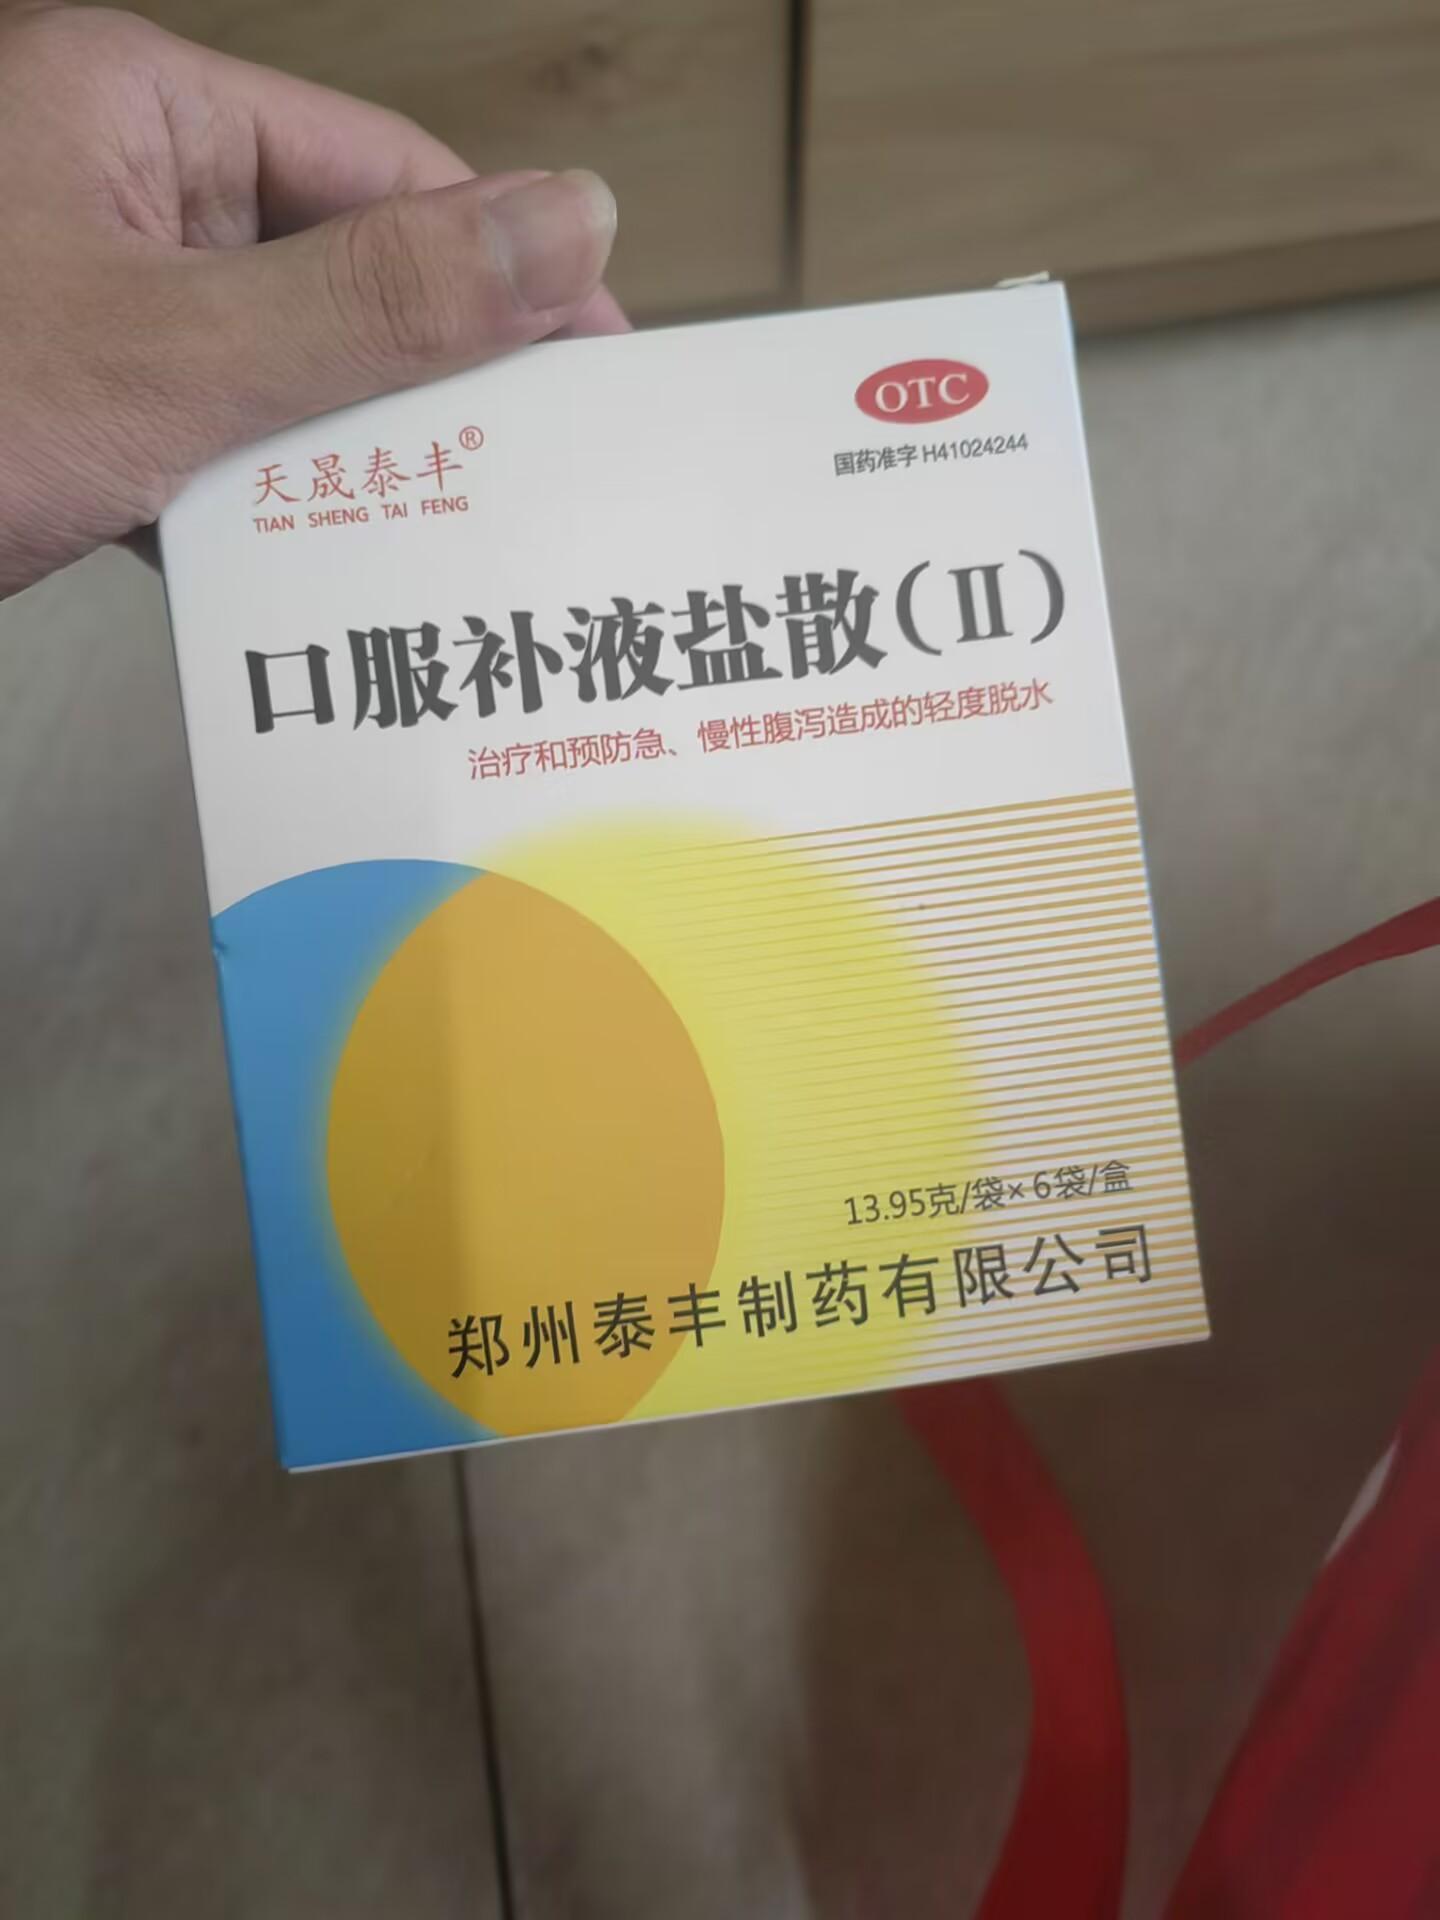 天晟泰丰®
TIAN SHENG TAI FENG
OTC
国药准字H41024244
口服补液盐散(Ⅱ)
治疗和预防急、慢性腹泻造成的轻度脱水
13.95克/袋×6袋/盒
郑州泰丰制药有限公司